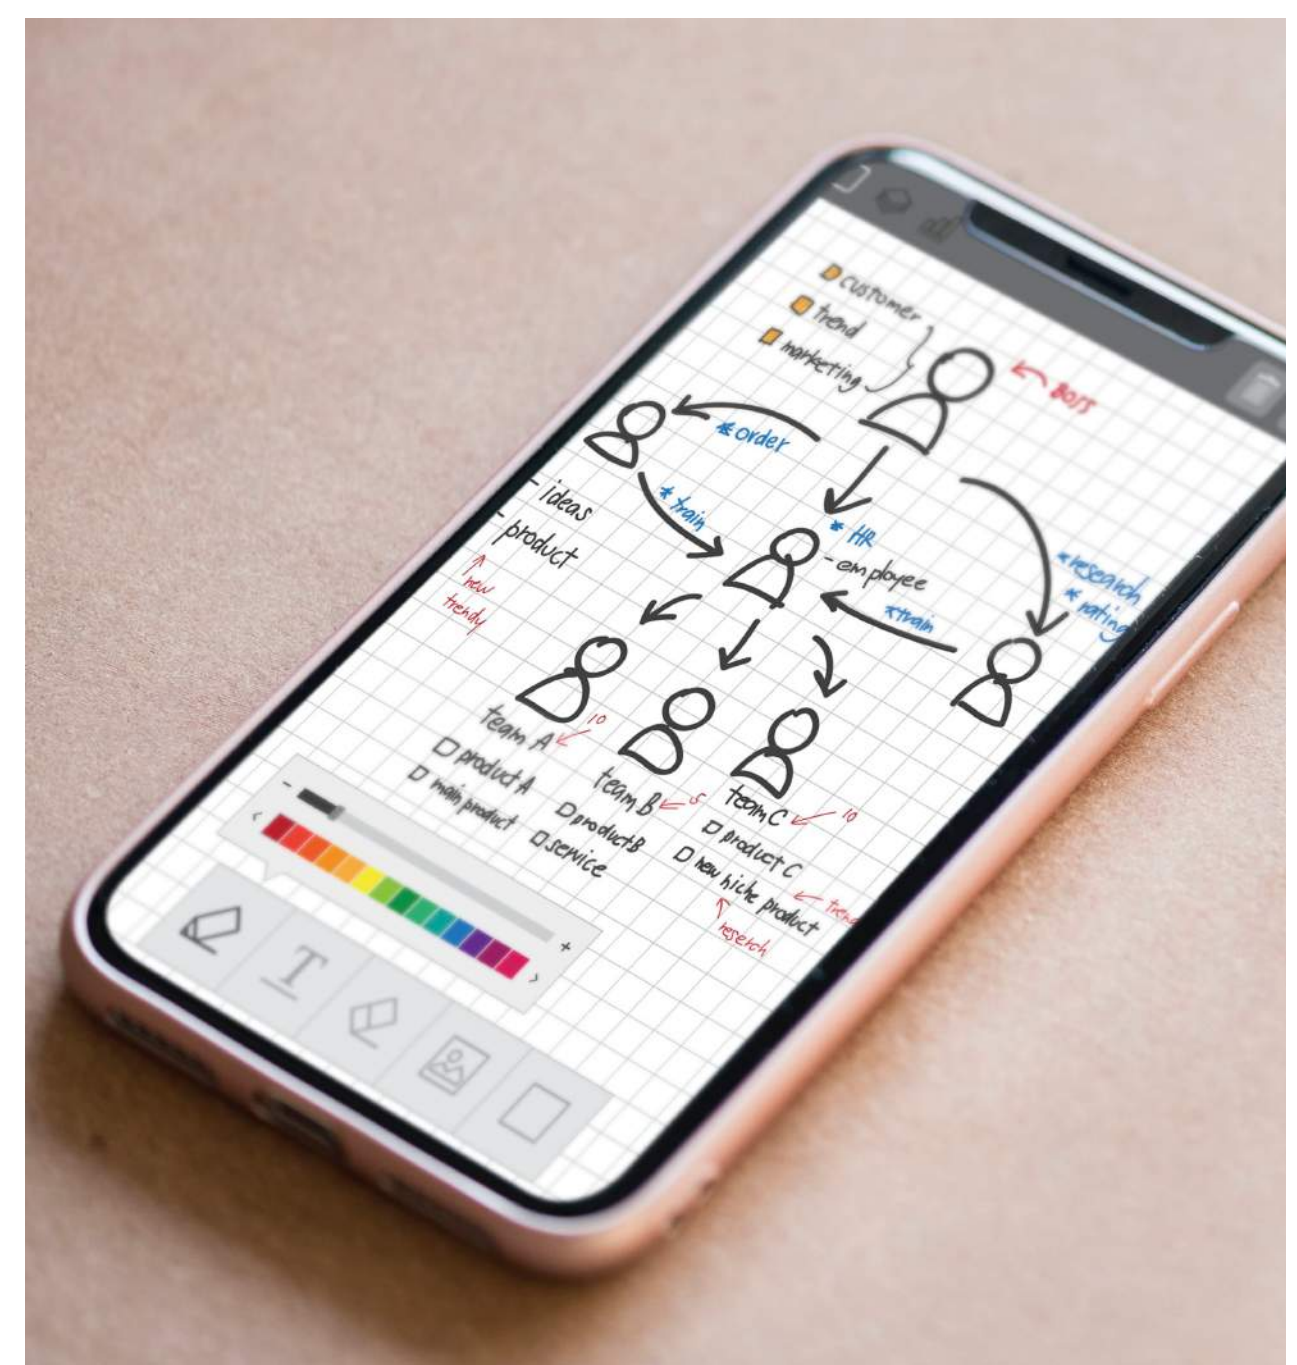 customer
trend
marketing
BOSS
* order
* train
* HR
- employee
- ideas
- product
new
trendy
* research
* rating
* train
team A
10
product A
main product
team B
5
product B
service
team C
10
product C
new niche product
reserch
T